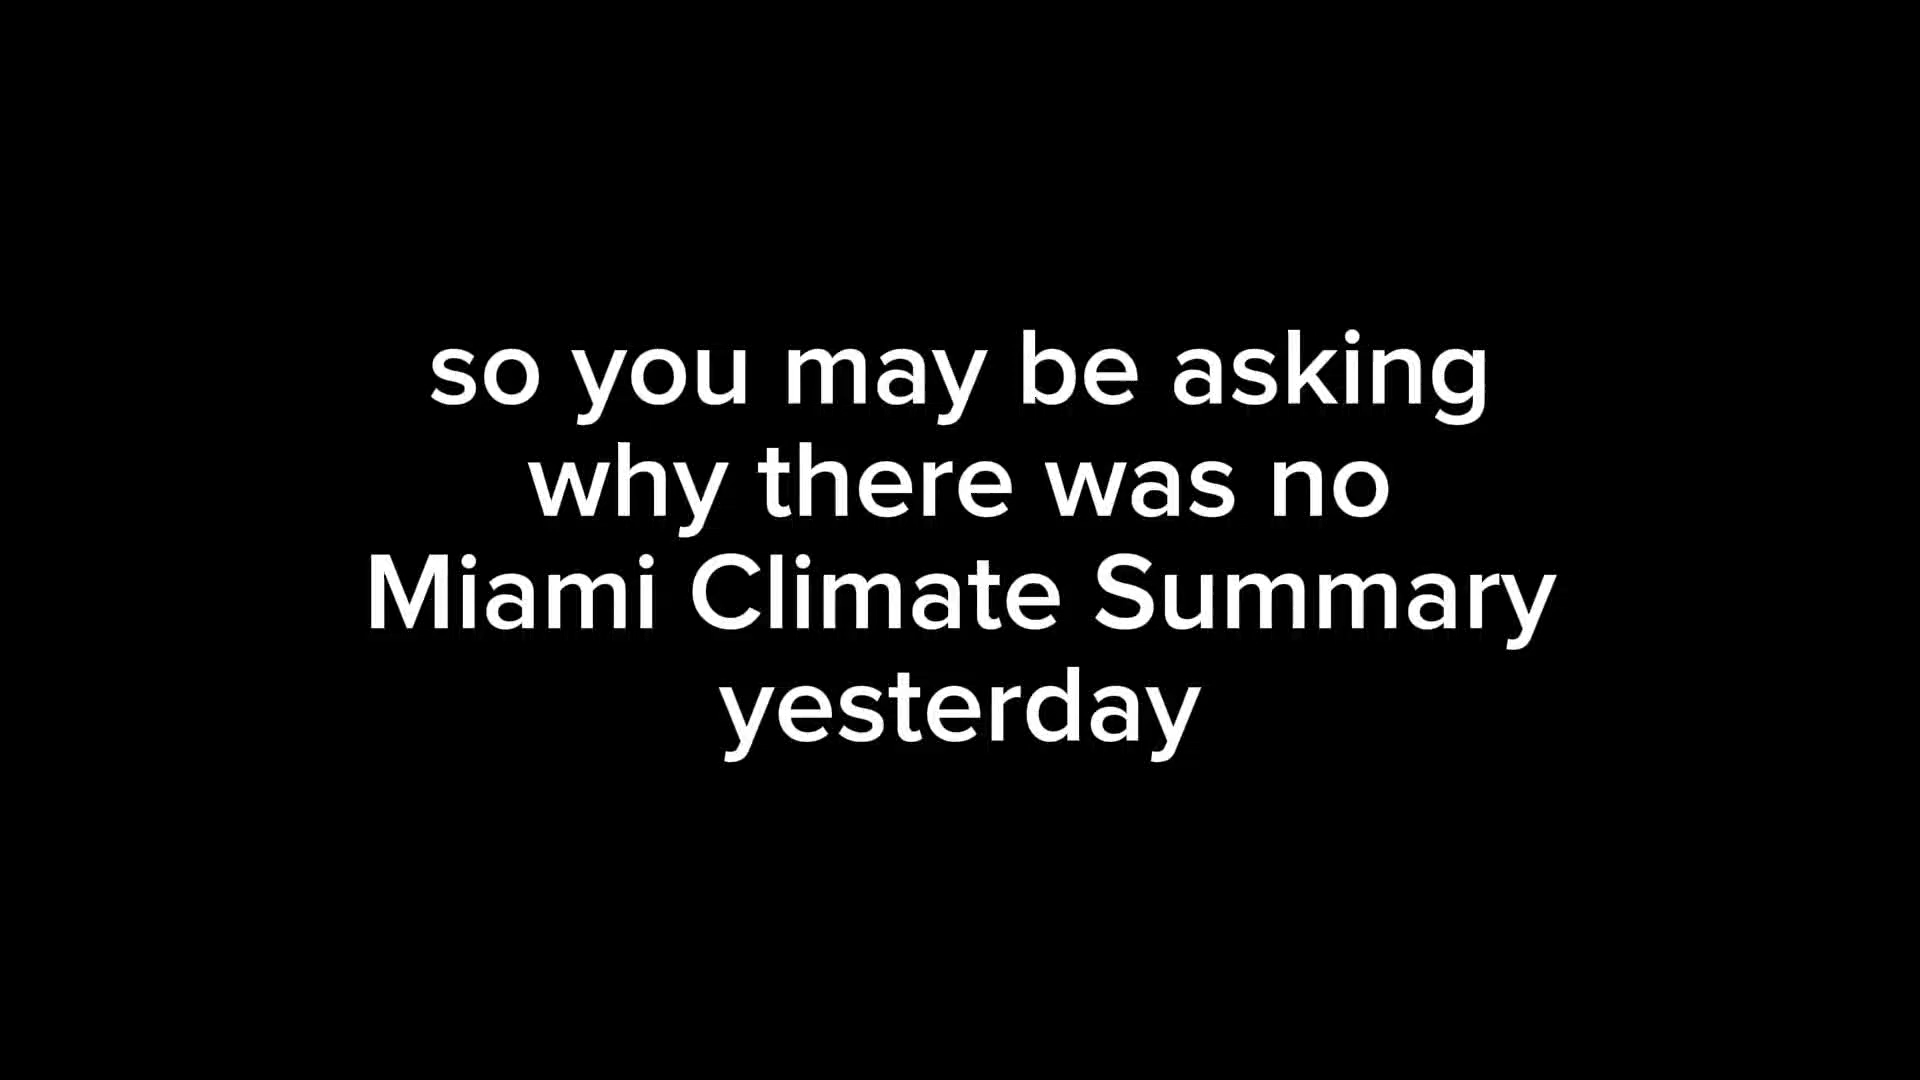 so you may be asking
why there was no
Miami Climate Summary
yesterday